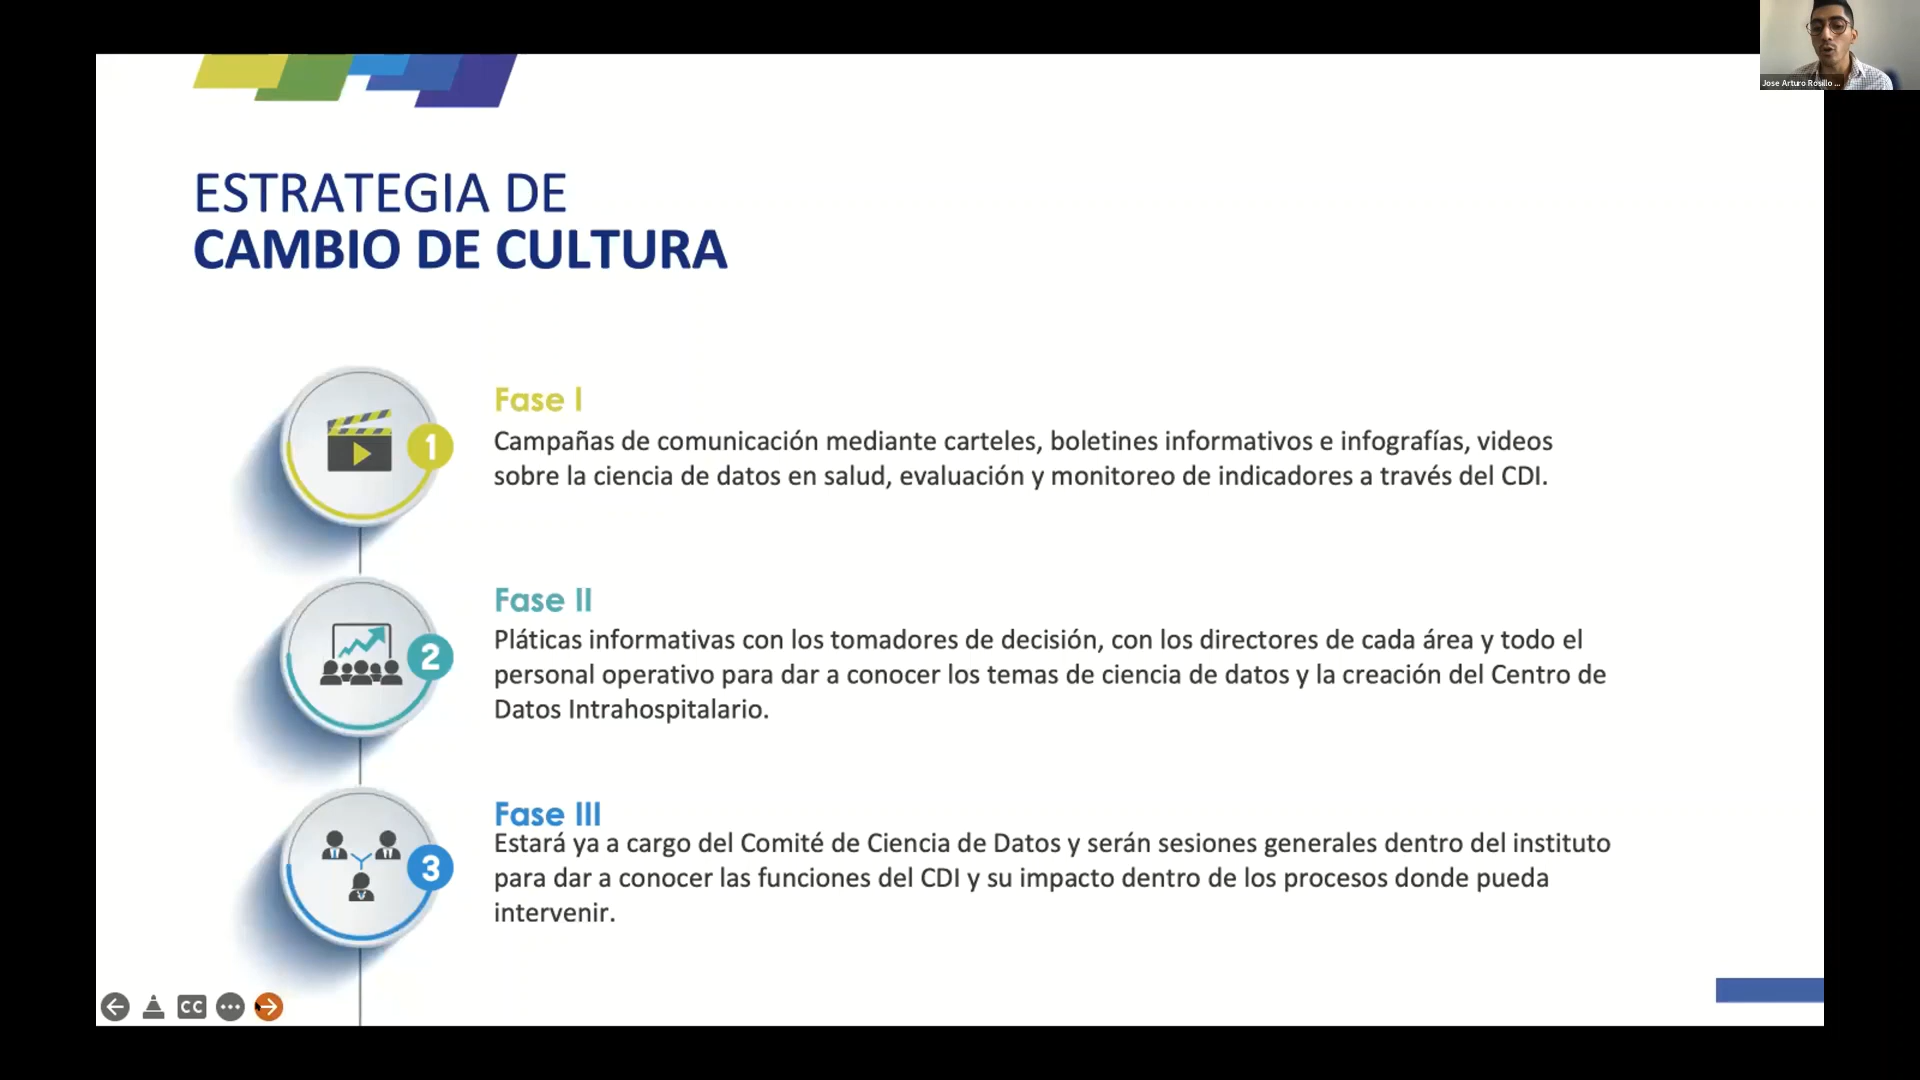 Jose Arturo Rosillo ...
ESTRATEGIA DE
CAMBIO DE CULTURA
1
Fase I
Campañas de comunicación mediante carteles, boletines informativos e infografías, videos
sobre la ciencia de datos en salud, evaluación y monitoreo de indicadores a través del CDI.
2
Fase II
Pláticas informativas con los tomadores de decisión, con los directores de cada área y todo el
personal operativo para dar a conocer los temas de ciencia de datos y la creación del Centro de
Datos Intrahospitalario.
3
Fase III
Estará ya a cargo del Comité de Ciencia de Datos y serán sesiones generales dentro del instituto
para dar a conocer las funciones del CDI y su impacto dentro de los procesos donde pueda
intervenir.
CC